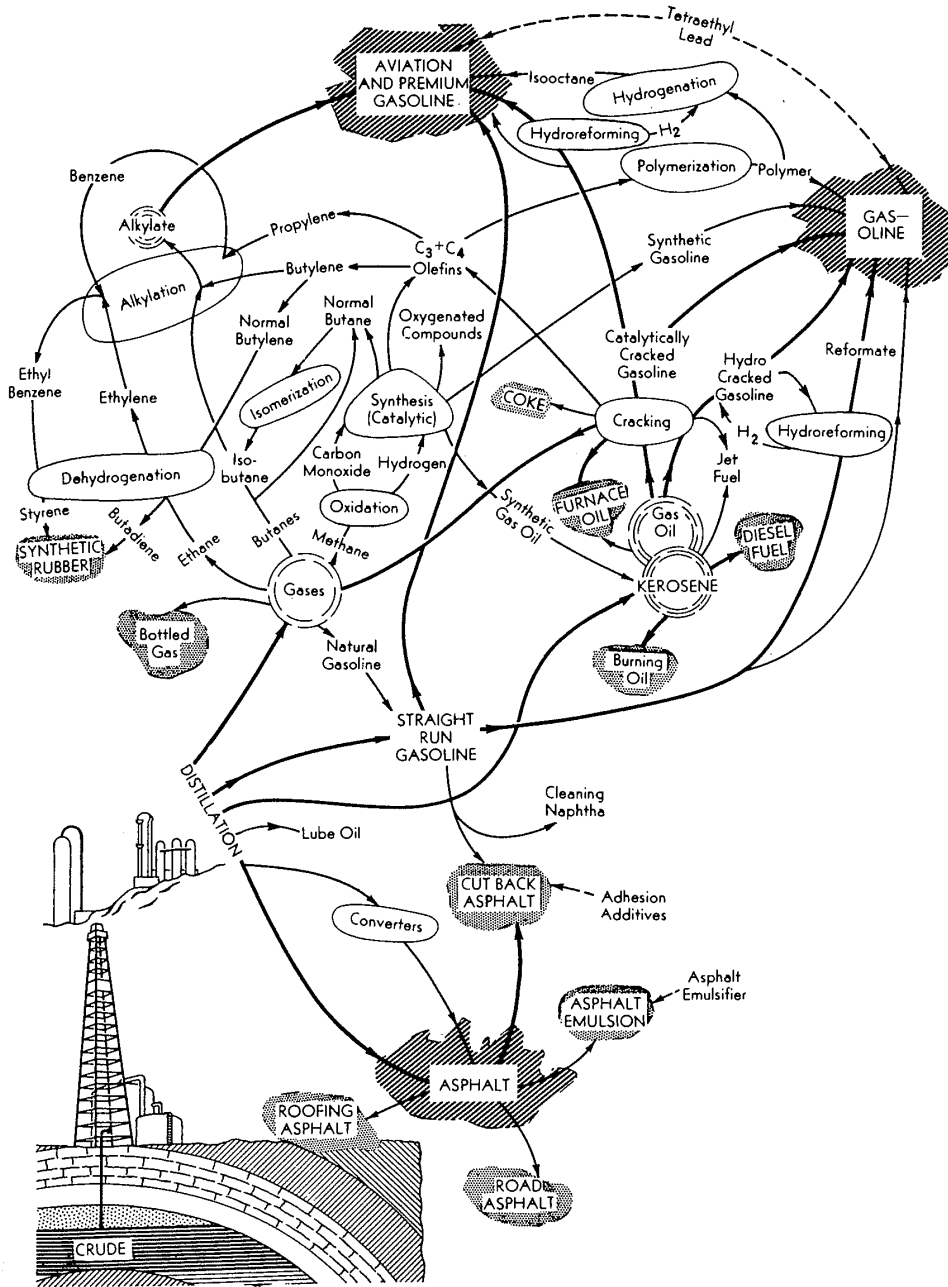 Tetraethyl
Lead
AVIATION
AND PREMIUM
GASOLINE
Isooctane
Hydrogenation
Hydroreforming
H2
Polymerization
Polymer
Benzene
Alkylate
Propylene
C3+C4
Olefins
Synthetic
Gasoline
GAS—
OLINE
Alkylation
Butylene
Normal
Butylene
Normal
Butane
Oxygenated
Compounds
Catalytically
Cracked
Gasoline
Hydro
Cracked
Gasoline
Reformate
Ethyl
Benzene
Ethylene
Isomerization
Synthesis
(Catalytic)
COKE
Cracking
H2
Hydroreforming
Dehydrogenation
Iso-
butane
Carbon
Monoxide
Hydrogen
Jet
Fuel
Styrene
Butadiene
Ethane
Butanes
Oxidation
Methane
Synthetic
Gas Oil
FURNACE
OIL
Gas
Oil
DIESEL
FUEL
SYNTHETIC
RUBBER
Gases
KEROSENE
Bottled
Gas
Natural
Gasoline
Burning
Oil
STRAIGHT
RUN
GASOLINE
DISTILLATION
Lube Oil
Cleaning
Naphtha
CUT BACK
ASPHALT
Adhesion
Additives
Converters
Asphalt
Emulsifier
ASPHALT
EMULSION
ASPHALT
ROOFING
ASPHALT
ROAD
ASPHALT
CRUDE